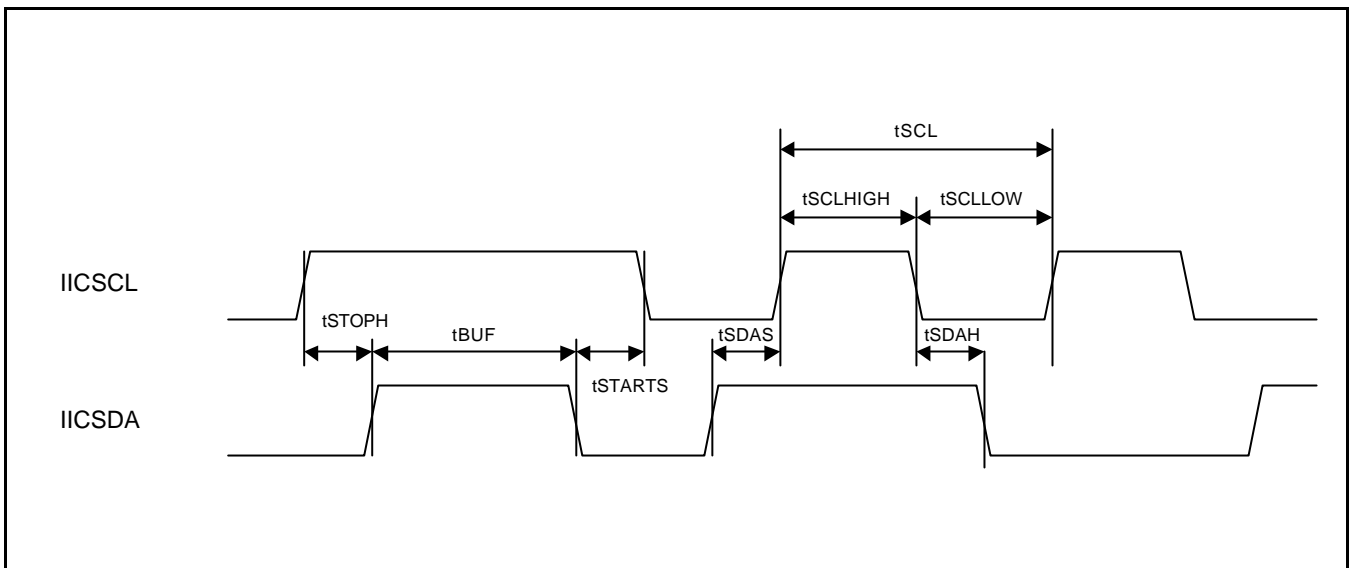 tSCL
tSCLHIGH tSCLLOW
IICSCL
tSTOPH tBUF tSDAS tSDAH
tSTARTS
IICSDA